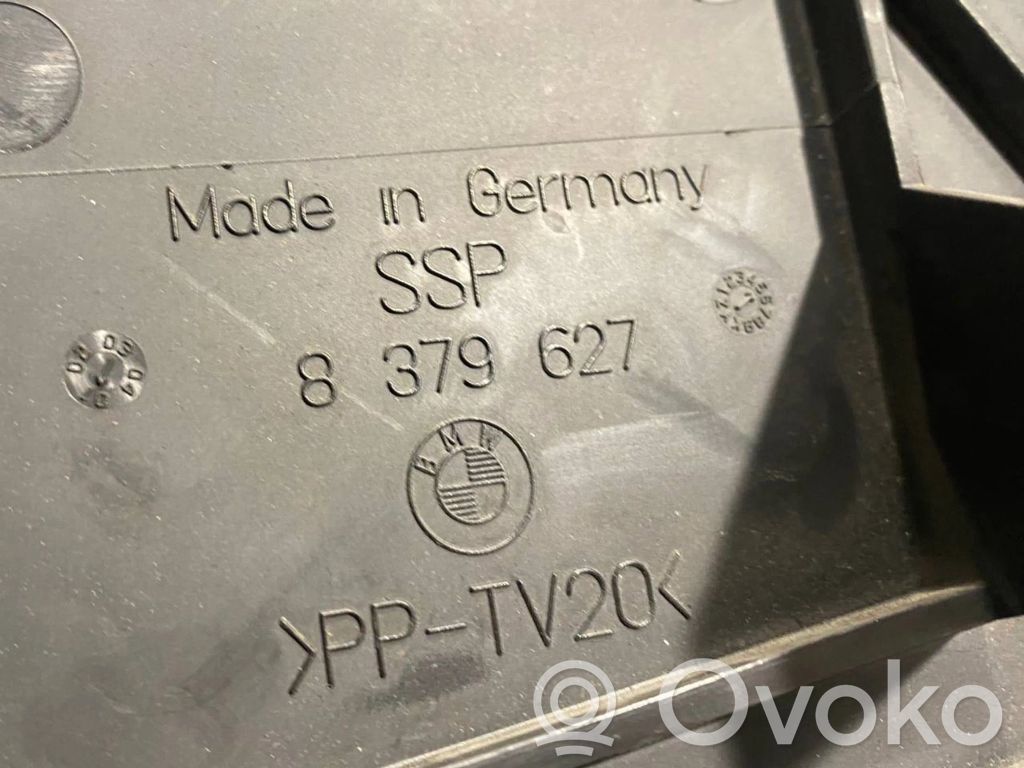 Made in Germany
SSP
8 379 627
BMW
>PP-TV20<
Ovoko